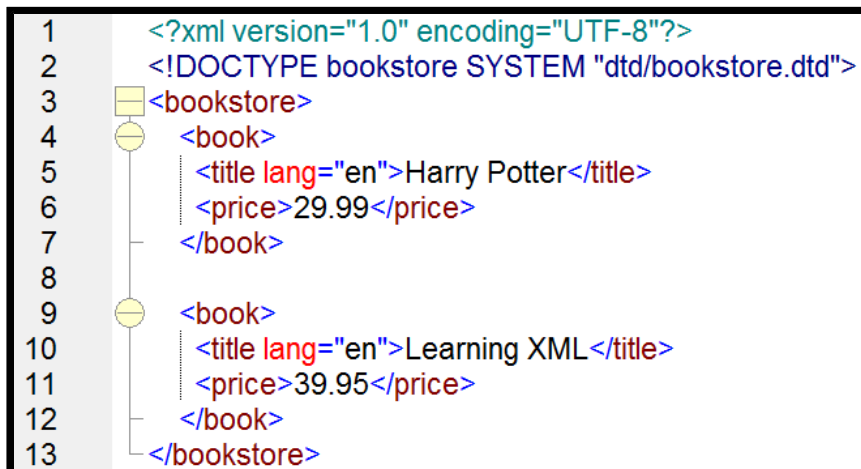 1 <?xml version="1.0" encoding="UTF-8"?>
2 <!DOCTYPE bookstore SYSTEM "dtd/bookstore.dtd">
3 <bookstore>
4 <book>
5 <title lang="en">Harry Potter</title>
6 <price>29.99</price>
7 </book>
8
9 <book>
10 <title lang="en">Learning XML</title>
11 <price>39.95</price>
12 </book>
13 </bookstore>